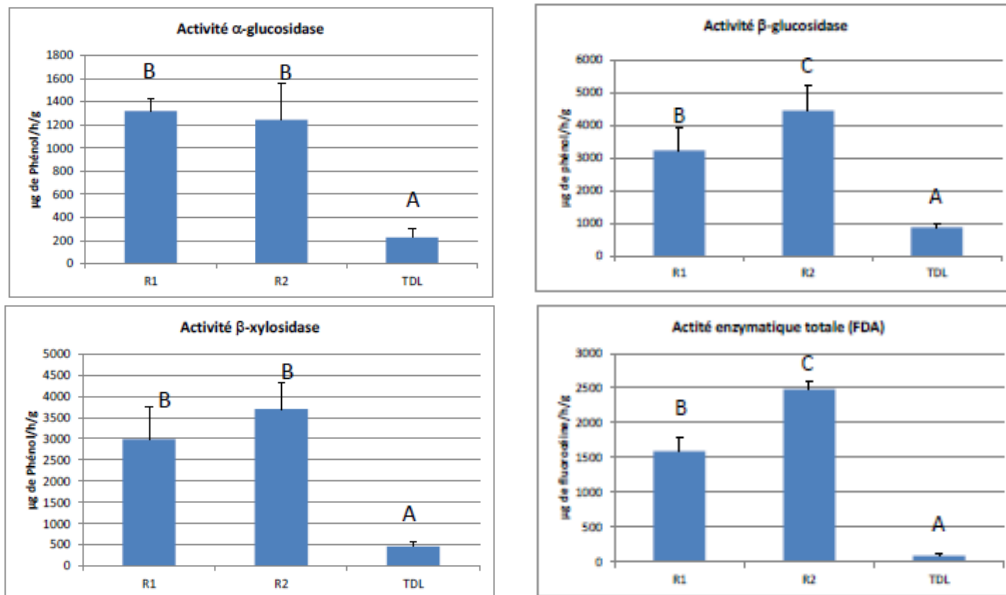 Activité α-glucosidase
µg de Phénol/h/g
1800
1600
1400
1200
1000
800
600
400
200
0
B
B
A
R1
R2
TDL
Activité β-glucosidase
µg de phénol/h/g
6000
5000
4000
3000
2000
1000
0
B
C
A
R1
R2
TDL
Activité β-xylosidase
µg de Phénol/h/g
5000
4500
4000
3500
3000
2500
2000
1500
1000
500
0
B
B
A
R1
R2
TDL
Actité enzymatique totale (FDA)
µg de fluorocéine/h/g
3000
2500
2000
1500
1000
500
0
B
C
A
R1
R2
TDL